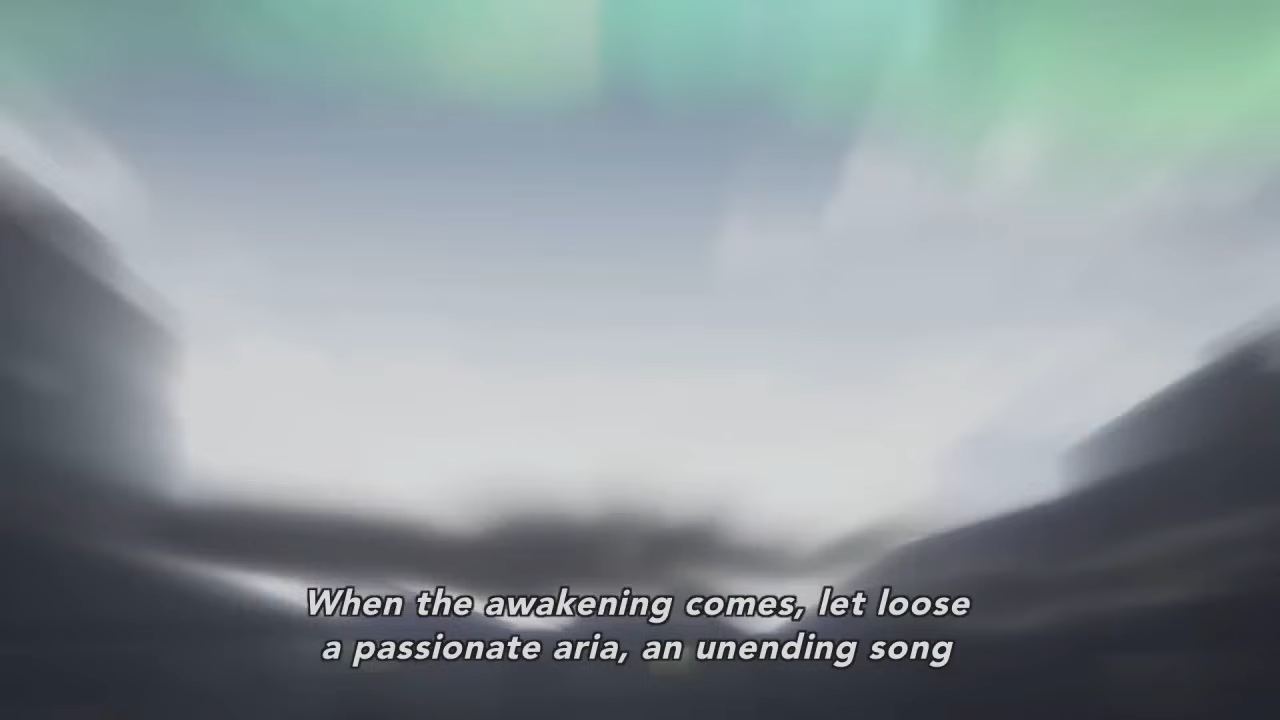 When the awakening comes, let loose
a passionate aria, an unending song